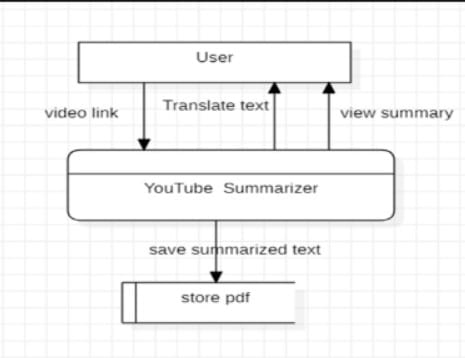 User
video link
Translate text
view summary
YouTube Summarizer
save summarized text
store pdf